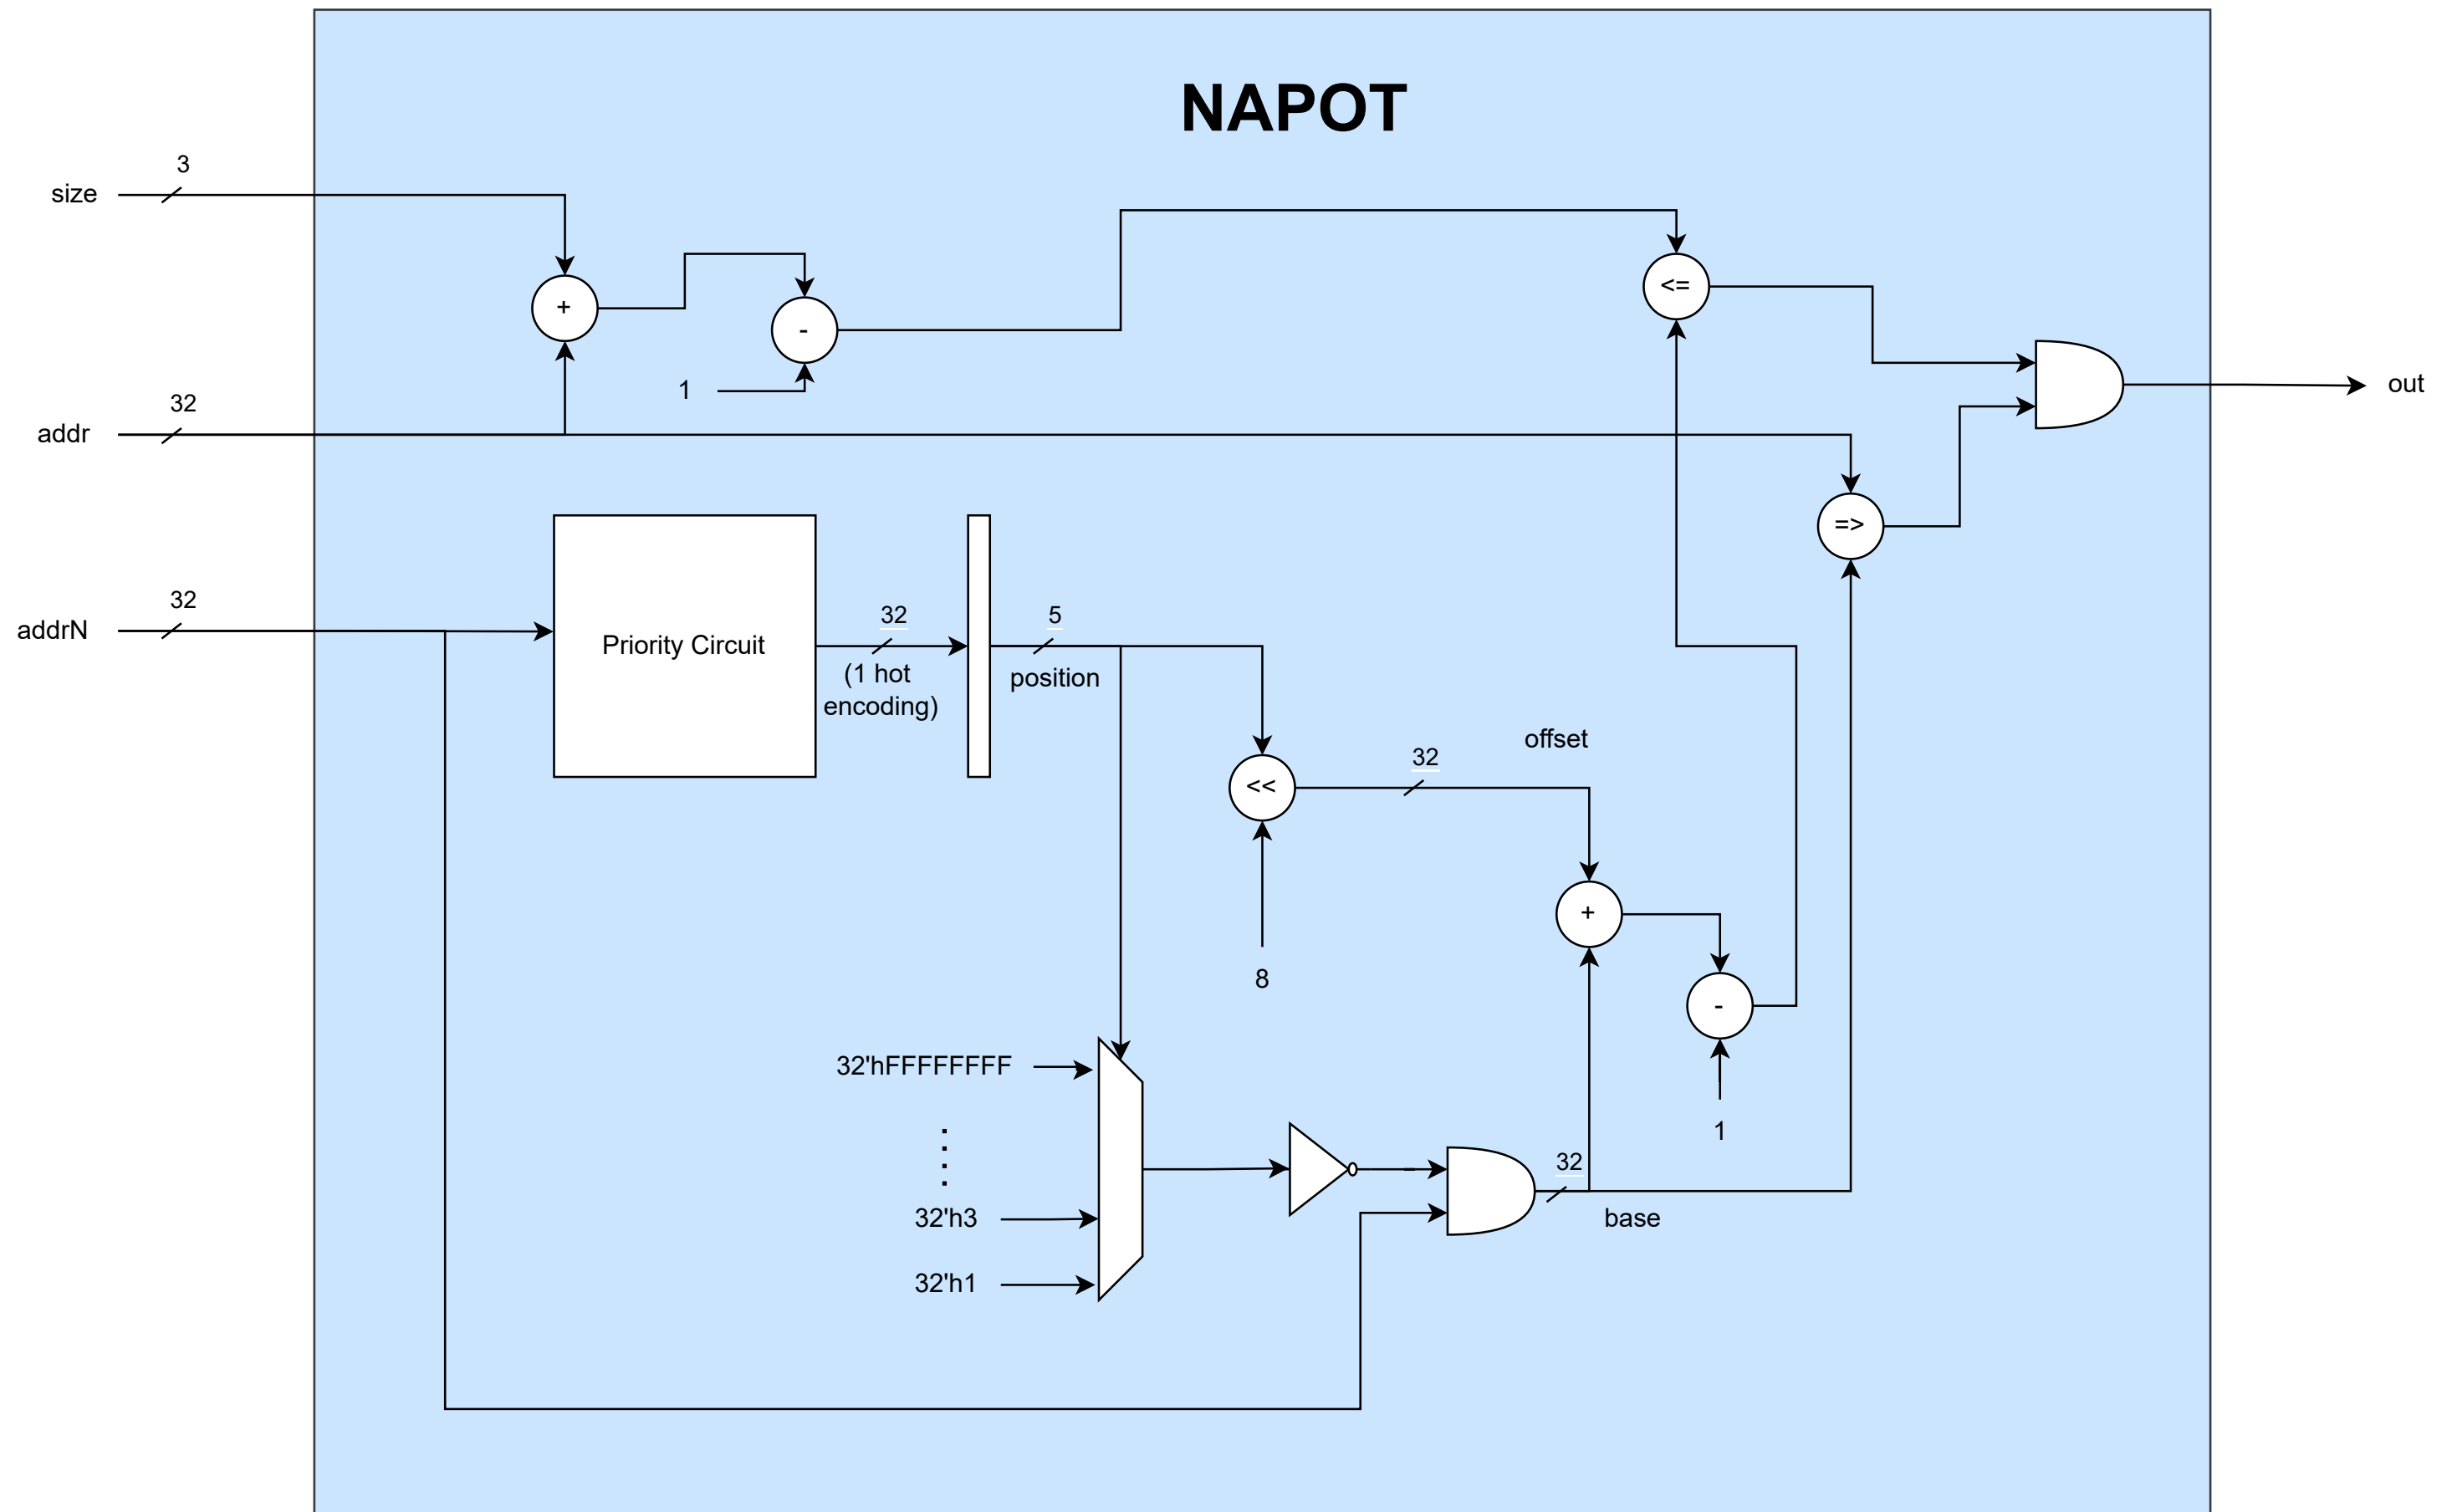 NAPOT
3
size
+
-
<=
1
32
addr
out
=>
32
addrN
Priority Circuit
32
(1 hot
encoding)
5
position
<<
32
offset
8
+
-
1
32'hFFFFFFFF
32'h3
32'h1
32
base